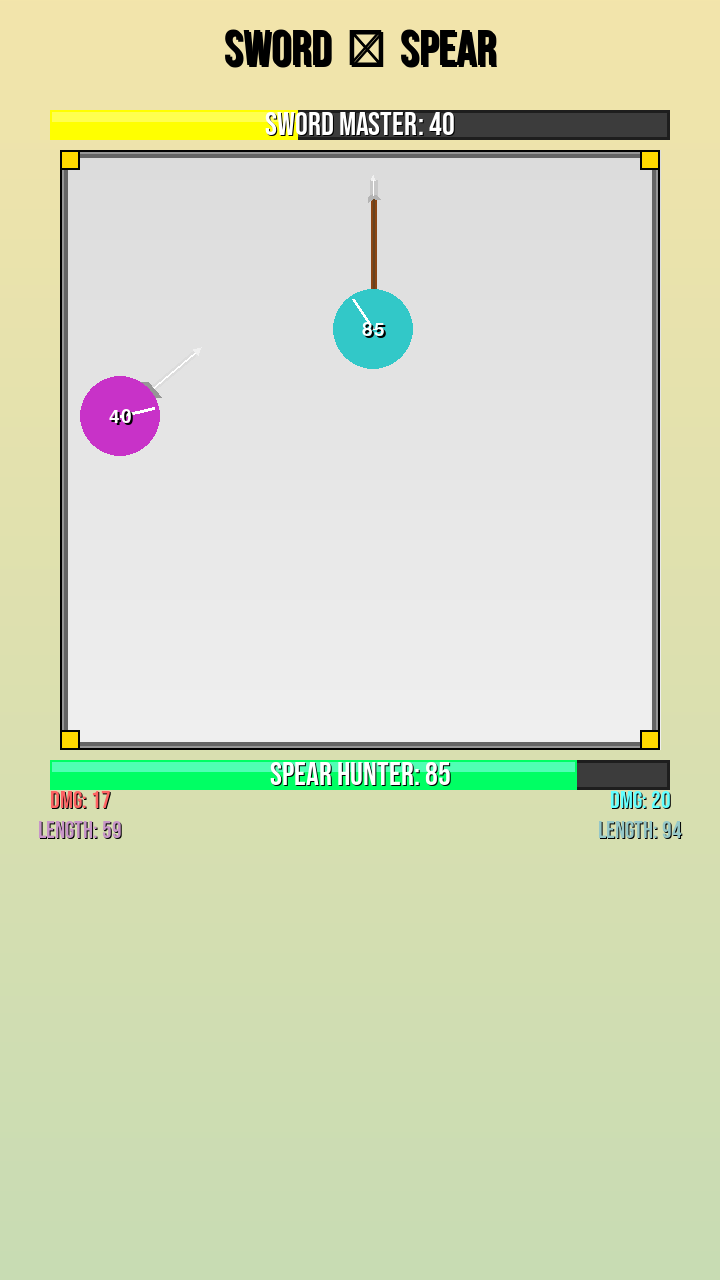 SWORD ☒ SPEAR
SWORD MASTER: 40
85
40
SPEAR HUNTER: 85
DMG: 17
DMG: 20
LENGTH: 59
LENGTH: 94